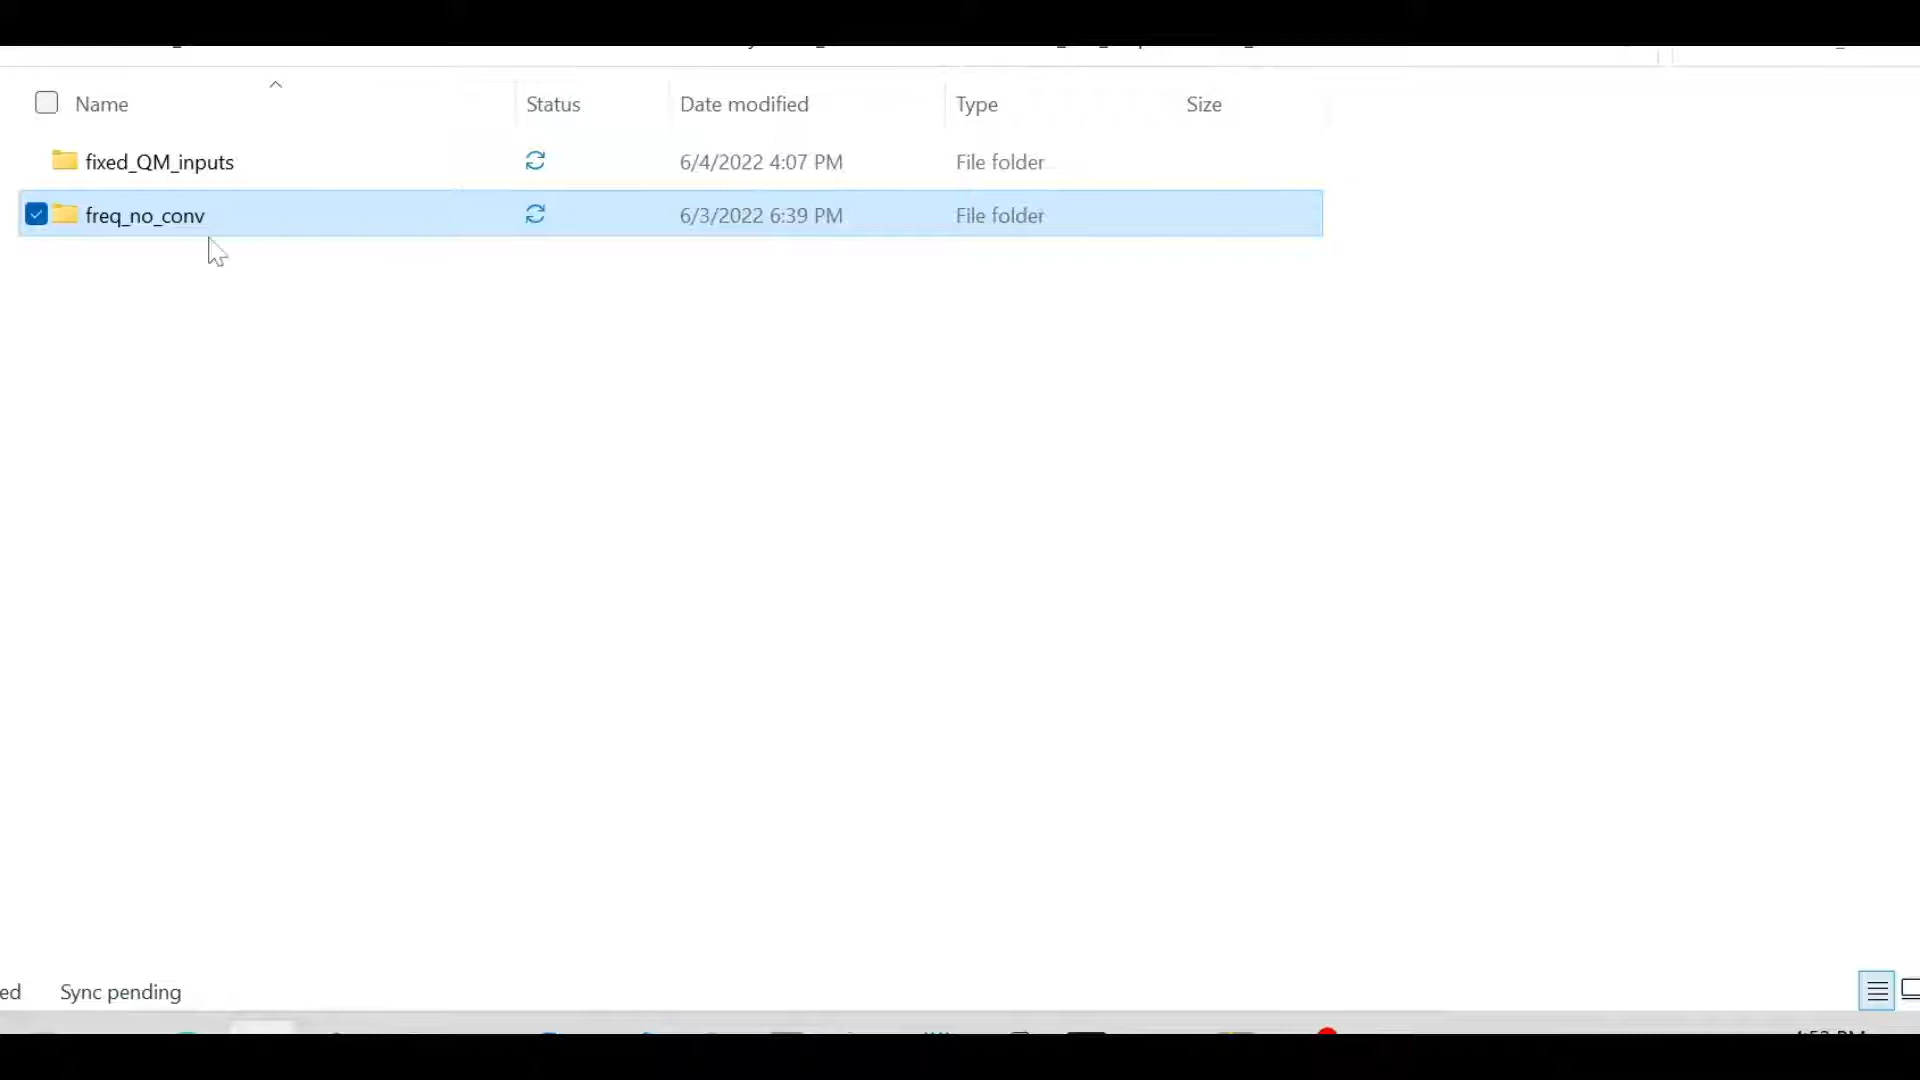 Name Status Date modified Type Size
fixed_QM_inputs 6/4/2022 4:07 PM File folder
freq_no_conv 6/3/2022 6:39 PM File folder
ed Sync pending